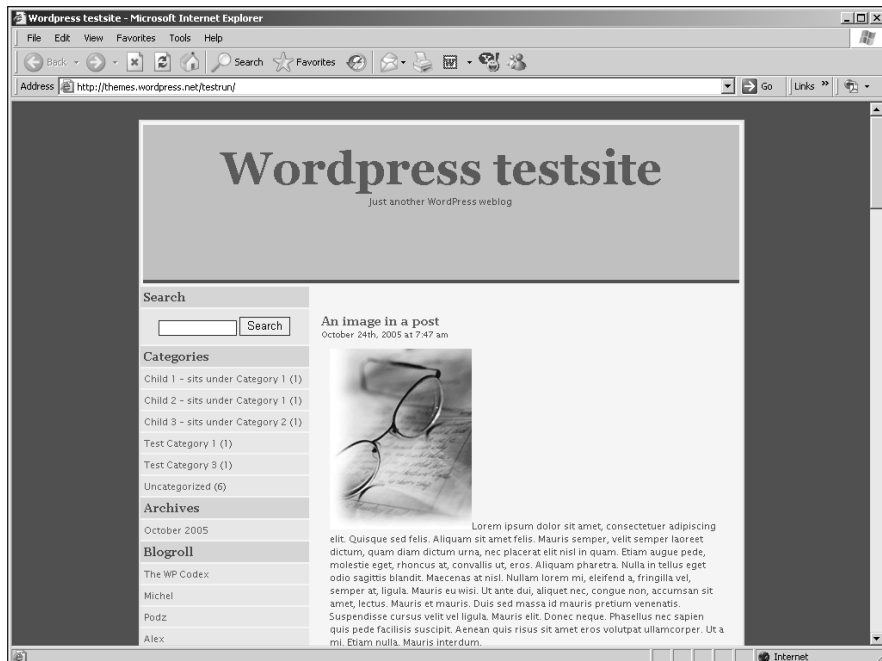 Wordpress testsite - Microsoft Internet Explorer
File Edit View Favorites Tools Help
Back Search Favorites
Address http://themes.wordpress.net/testrun/ Go Links »
Wordpress testsite
Just another WordPress weblog
Search
Search
Categories
Child 1 – sits under Category 1 (1)
Child 2 – sits under Category 1 (1)
Child 3 – sits under Category 2 (1)
Test Category 1 (1)
Test Category 3 (1)
Uncategorized (6)
Archives
October 2005
Blogroll
The WP Codex
Michel
Podz
Alex
An image in a post
October 24th, 2005 at 7:47 am
Lorem ipsum dolor sit amet, consectetuer adipiscing
elit. Quisque sed felis. Aliquam sit amet felis. Mauris semper, velit semper laoreet
dictum, quam diam dictum urna, nec placerat elit nisl in quam. Etiam augue pede,
molestie eget, rhoncus at, convallis ut, eros. Aliquam pharetra. Nulla in tellus eget
odio sagittis blandit. Maecenas at nisl. Nullam lorem mi, eleifend a, fringilla vel,
semper at, ligula. Mauris eu wisi. Ut ante dui, aliquet nec, congue non, accumsan sit
amet, lectus. Mauris et mauris. Duis sed massa id mauris pretium venenatis.
Suspendisse cursus velit vel ligula. Mauris elit. Donec neque. Phasellus nec sapien
quis pede facilisis suscipit. Aenean quis risus sit amet eros volutpat ullamcorper. Ut a
mi. Etiam nulla. Mauris interdum.
Internet